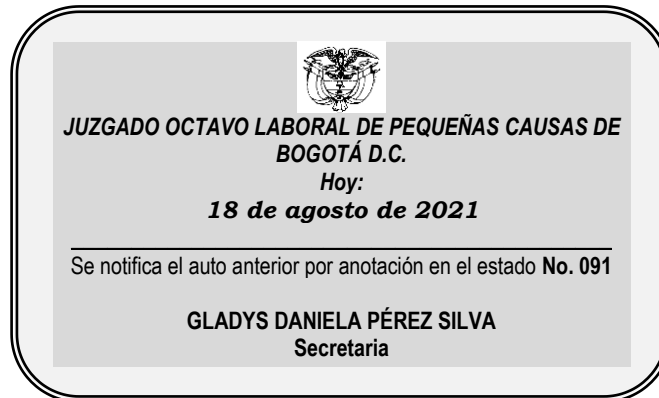 JUZGADO OCTAVO LABORAL DE PEQUEÑAS CAUSAS DE
BOGOTÁ D.C.
Hoy:
18 de agosto de 2021
Se notifica el auto anterior por anotación en el estado No. 091
GLADYS DANIELA PÉREZ SILVA
Secretaria